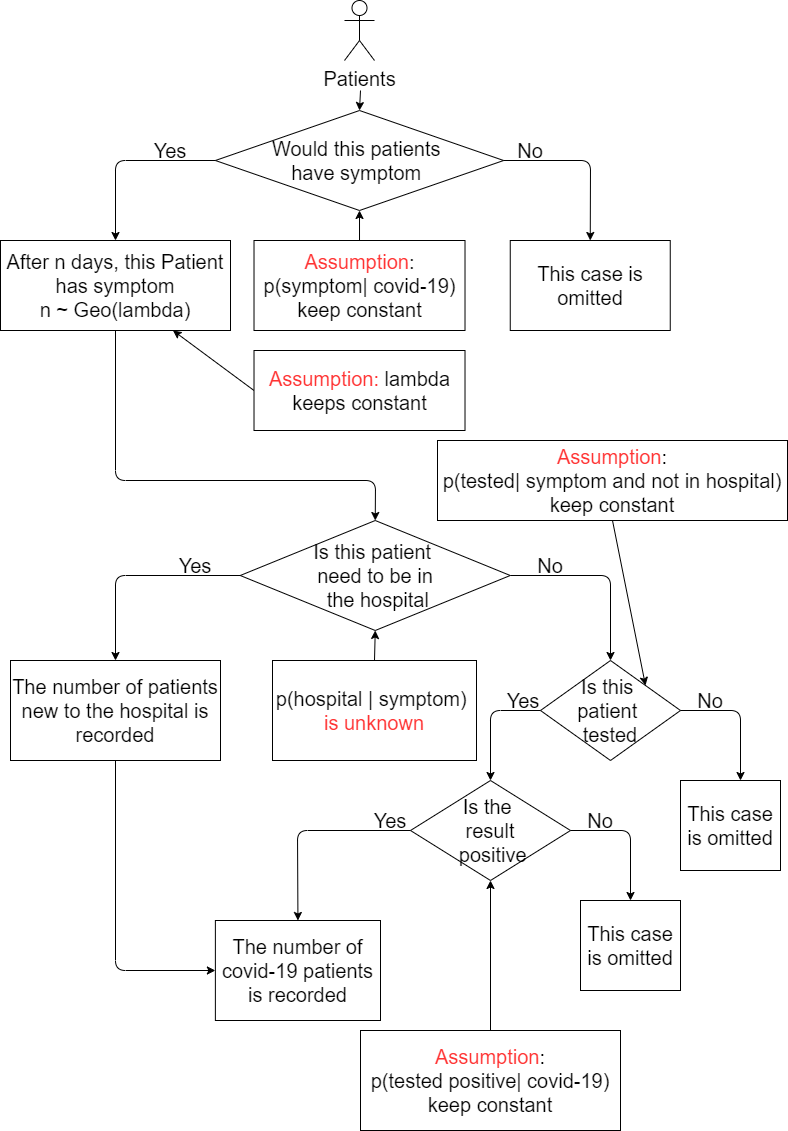 Patients
Would this patients
have symptom
Yes
No
After n days, this Patient
has symptom
n ~ Geo(lambda)
Assumption:
p(symptom| covid-19)
keep constant
This case is
omitted
Assumption: lambda
keeps constant
Assumption:
p(tested| symptom and not in hospital)
keep constant
Is this patient
need to be in
the hospital
Yes
No
The number of patients
new to the hospital is
recorded
p(hospital | symptom)
is unknown
Is this
patient
tested
Yes
No
This case
is omitted
Is the
result
positive
Yes
No
This case
is omitted
The number of
covid-19 patients
is recorded
Assumption:
p(tested positive| covid-19)
keep constant